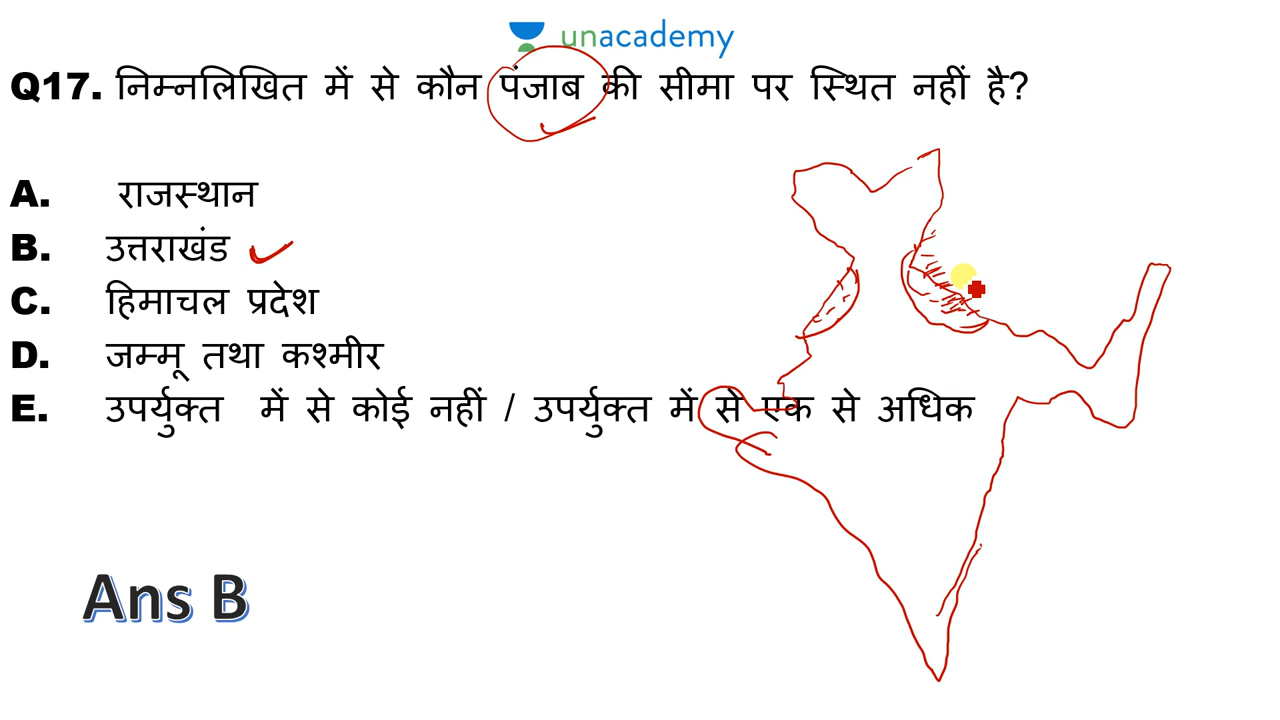 unacademy
Q17. निम्नलिखित में से कौन पंजाब की सीमा पर स्थित नहीं है?
A. राजस्थान
B. उत्तराखंड
C. हिमाचल प्रदेश
D. जम्मू तथा कश्मीर
E. उपर्युक्त में से कोई नहीं / उपर्युक्त में से एक से अधिक
Ans B